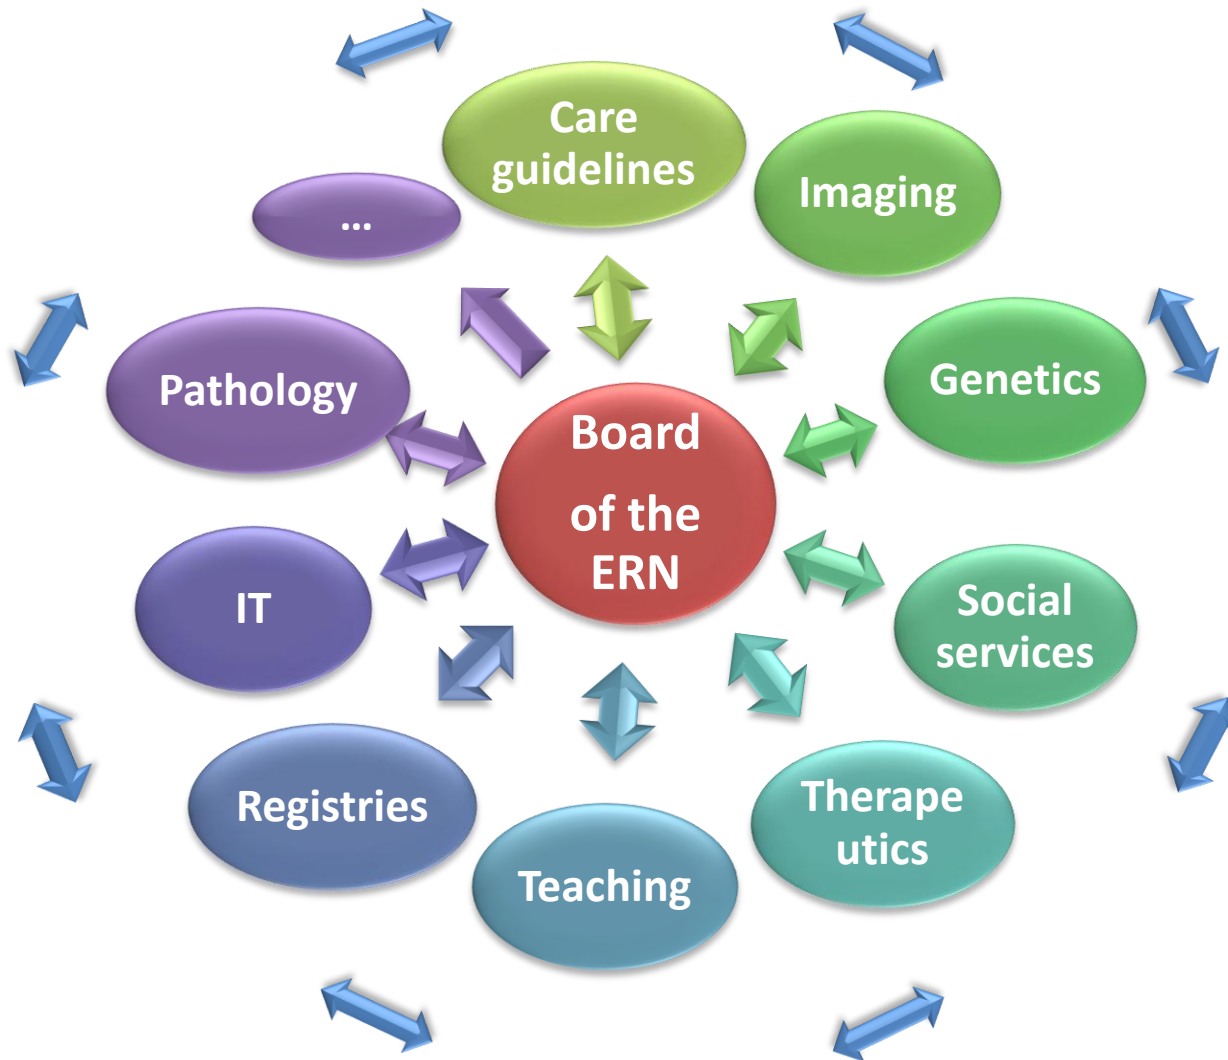 Care
guidelines
Imaging
...
Genetics
Pathology
Board
of the
ERN
IT
Social
services
Registries
Therape
utics
Teaching